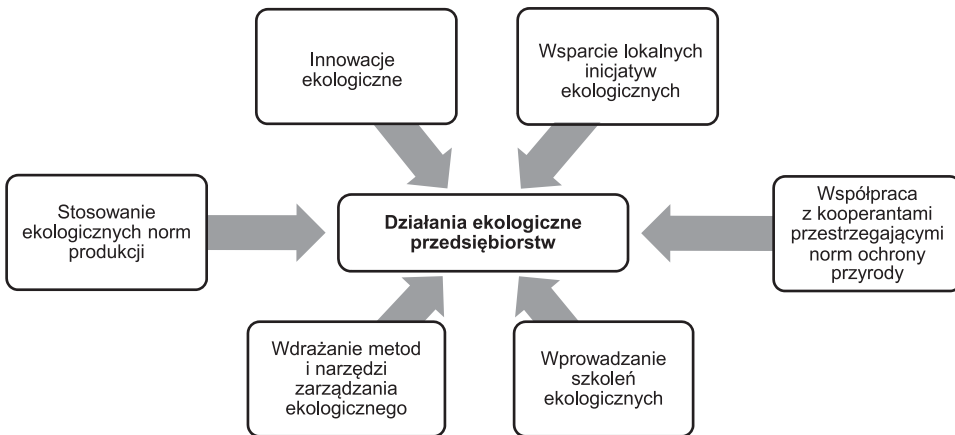 Innowacje
ekologiczne
Wsparcie lokalnych
inicjatyw
ekologicznych
Stosowanie
ekologicznych norm
produkcji
Działania ekologiczne
przedsiębiorstw
Współpraca
z kooperantami
przestrzegającymi
norm ochrony
przyrody
Wdrażanie metod
i narzędzi
zarządzania
ekologicznego
Wprowadzanie
szkoleń
ekologicznych